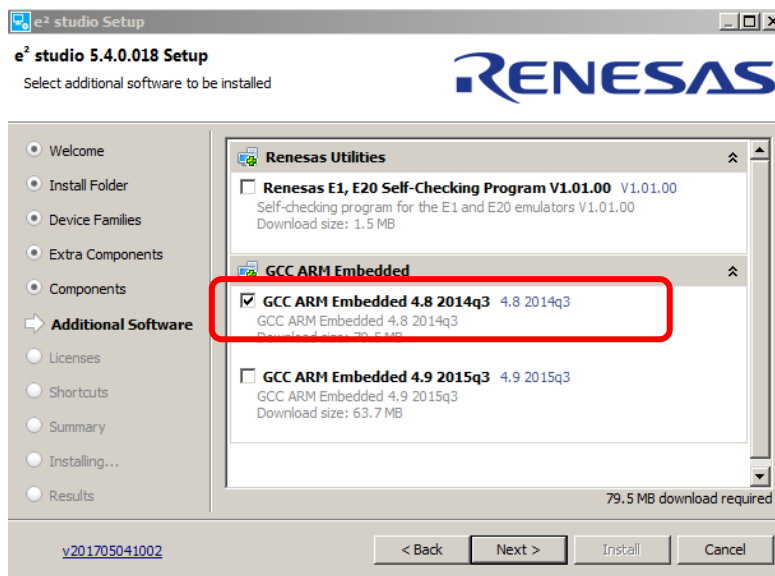 e² studio Setup
e² studio 5.4.0.018 Setup
Select additional software to be installed
RENESAS
Welcome
Install Folder
Device Families
Extra Components
Components
Additional Software
Licenses
Shortcuts
Summary
Installing...
Results
Renesas Utilities
Renesas E1, E20 Self-Checking Program V1.01.00 V1.01.00
Self-checking program for the E1 and E20 emulators V1.01.00
Download size: 1.5 MB
GCC ARM Embedded
GCC ARM Embedded 4.8 2014q3 4.8 2014q3
GCC ARM Embedded 4.8 2014q3
Download size: 79.5 MB
GCC ARM Embedded 4.9 2015q3 4.9 2015q3
GCC ARM Embedded 4.9 2015q3
Download size: 63.7 MB
79.5 MB download required
v201705041002
< Back Next > Install Cancel